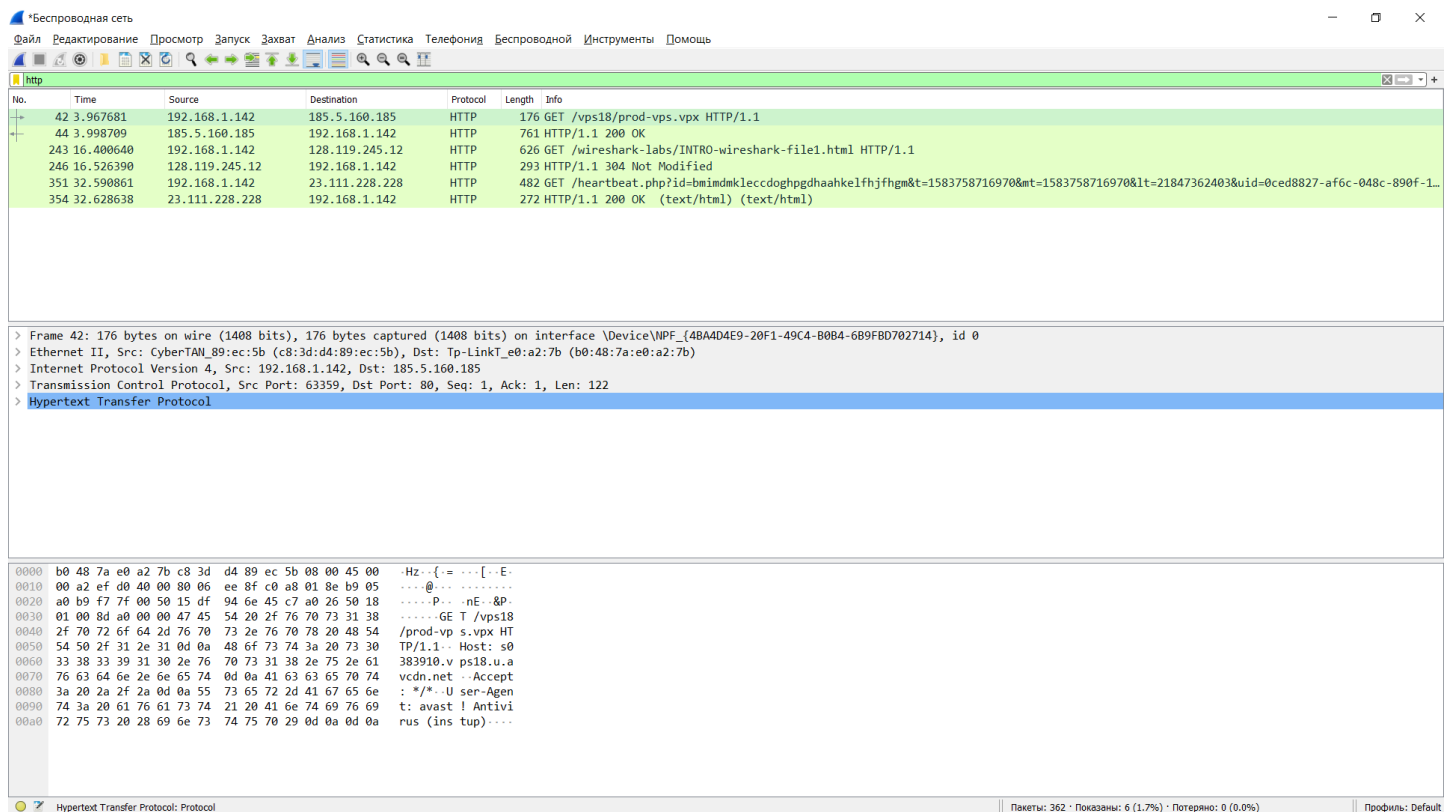 *Беспроводная сеть
Файл Редактирование Просмотр Запуск Захват Анализ Статистика Телефония Беспроводной Инструменты Помощь
http
No. Time Source Destination Protocol Length Info
42 3.967681 192.168.1.142 185.5.160.185 HTTP 176 GET /vps18/prod-vps.vpx HTTP/1.1
44 3.998709 185.5.160.185 192.168.1.142 HTTP 761 HTTP/1.1 200 OK
243 16.400640 192.168.1.142 128.119.245.12 HTTP 626 GET /wireshark-labs/INTRO-wireshark-file1.html HTTP/1.1
246 16.526390 128.119.245.12 192.168.1.142 HTTP 293 HTTP/1.1 304 Not Modified
351 32.590861 192.168.1.142 23.111.228.228 HTTP 482 GET /heartbeat.php?id=bmimdmkleccdoghpgdhaahkelfhjfhgm&t=1583758716970&mt=1583758716970&lt=21847362403&uid=0ced8827-af6c-048c-890f-1…
354 32.628638 23.111.228.228 192.168.1.142 HTTP 272 HTTP/1.1 200 OK (text/html) (text/html)
Frame 42: 176 bytes on wire (1408 bits), 176 bytes captured (1408 bits) on interface \Device\NPF_{4BA4D4E9-20F1-49C4-B0B4-6B9FBD702714}, id 0
Ethernet II, Src: CyberTAN_89:ec:5b (c8:3d:d4:89:ec:5b), Dst: Tp-LinkT_e0:a2:7b (b0:48:7a:e0:a2:7b)
Internet Protocol Version 4, Src: 192.168.1.142, Dst: 185.5.160.185
Transmission Control Protocol, Src Port: 63359, Dst Port: 80, Seq: 1, Ack: 1, Len: 122
Hypertext Transfer Protocol
0000 b0 48 7a e0 a2 7b c8 3d d4 89 ec 5b 08 00 45 00 ·Hz··{·= ···[··E·
0010 00 a2 ef d0 40 00 80 06 ee 8f c0 a8 01 8e b9 05 ····@··· ········
0020 a0 b9 f7 7f 00 50 15 df 94 6e 45 c7 a0 26 50 18 ·····P·· ·nE··&P·
0030 01 00 8d a0 00 00 47 45 54 20 2f 76 70 73 31 38 ······GE T /vps18
0040 2f 70 72 6f 64 2d 76 70 73 2e 76 70 78 20 48 54 /prod-vp s.vpx HT
0050 54 50 2f 31 2e 31 0d 0a 48 6f 73 74 3a 20 73 30 TP/1.1·· Host: s0
0060 33 38 33 39 31 30 2e 76 70 73 31 38 2e 75 2e 61 383910.v ps18.u.a
0070 76 63 64 6e 2e 6e 65 74 0d 0a 41 63 63 65 70 74 vcdn.net ··Accept
0080 3a 20 2a 2f 2a 0d 0a 55 73 65 72 2d 41 67 65 6e : */*··U ser-Agen
0090 74 3a 20 61 76 61 73 74 21 20 41 6e 74 69 76 69 t: avast ! Antivi
00a0 72 75 73 20 28 69 6e 73 74 75 70 29 0d 0a 0d 0a rus (ins tup)····
Hypertext Transfer Protocol: Protocol
Пакеты: 362 · Показаны: 6 (1.7%) · Потеряно: 0 (0.0%)
Профиль: Default